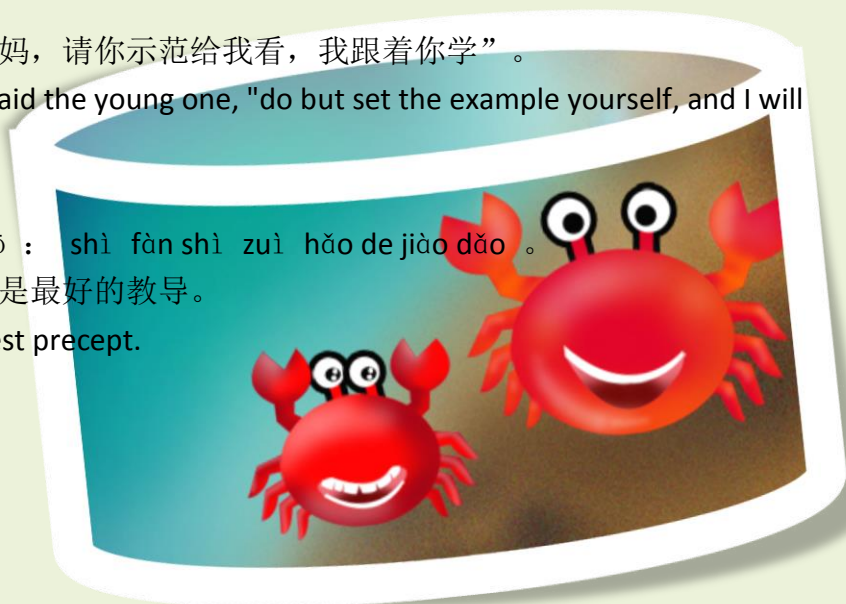 妈，请你示范给我看，我跟着你学”。
aid the young one, "do but set the example yourself, and I will
： shì fàn shì zuì hǎo de jiào dǎo 。
是最好的教导。
est precept.